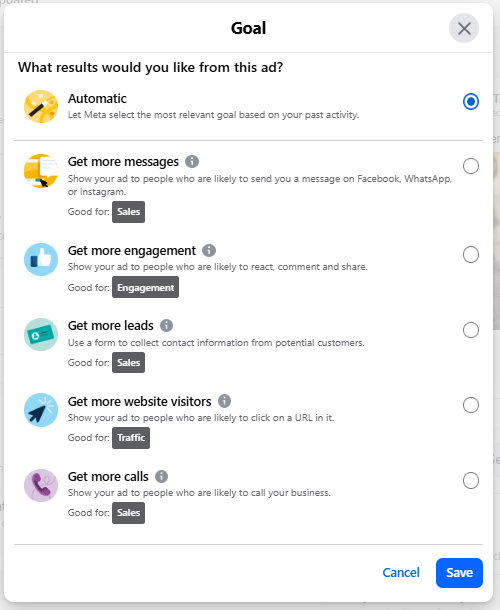 Goal
What results would you like from this ad?
Automatic
Let Meta select the most relevant goal based on your past activity.
Get more messages
Show your ad to people who are likely to send you a message on Facebook, WhatsApp,
or Instagram.
Good for: Sales
Get more engagement
Show your ad to people who are likely to react, comment and share.
Good for: Engagement
Get more leads
Use a form to collect contact information from potential customers.
Good for: Sales
Get more website visitors
Show your ad to people who are likely to click on a URL in it.
Good for: Traffic
Get more calls
Show your ad to people who are likely to call your business.
Good for: Sales
Cancel Save